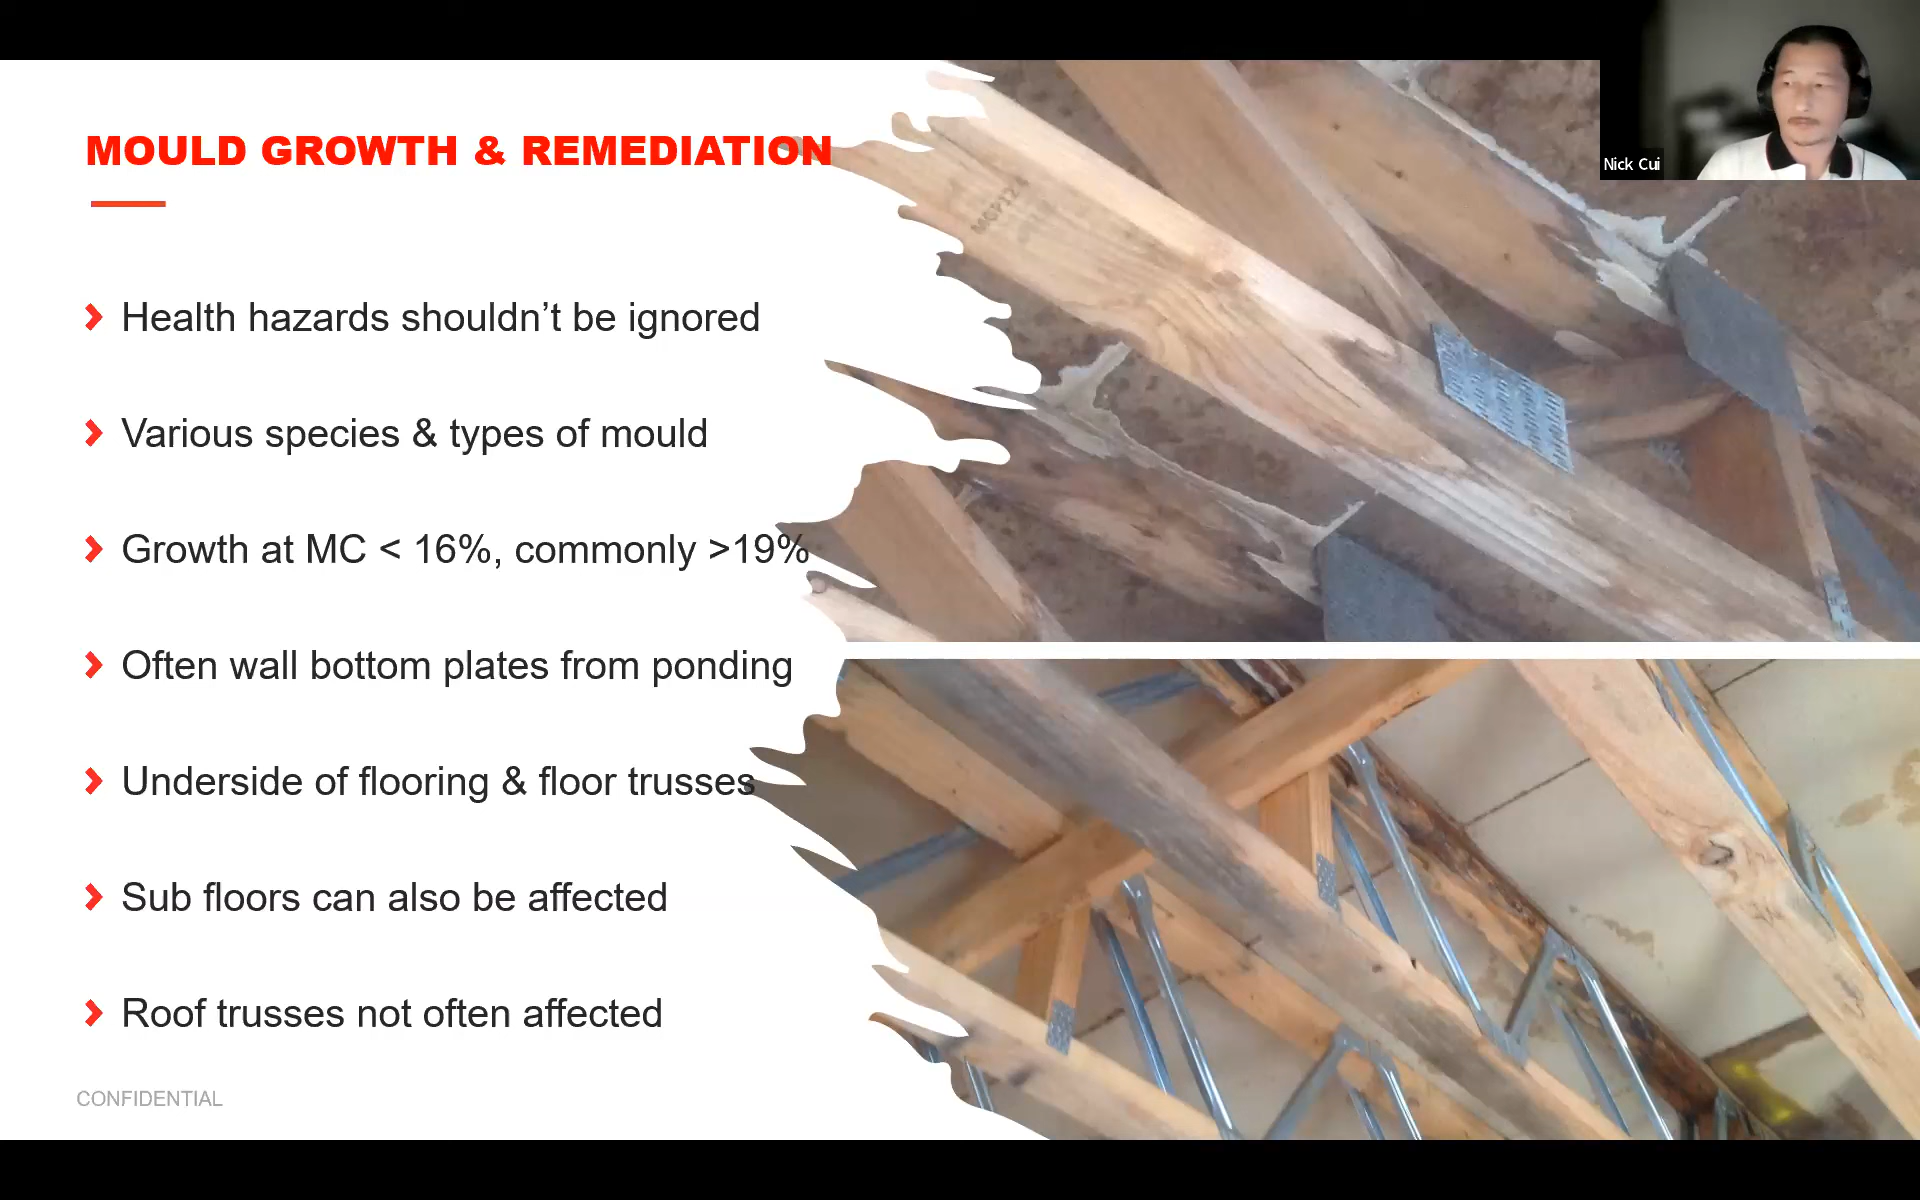 Nick Cui
MOULD GROWTH & REMEDIATION
Health hazards shouldn’t be ignored
Various species & types of mould
Growth at MC < 16%, commonly >19%
Often wall bottom plates from ponding
Underside of flooring & floor trusses
Sub floors can also be affected
Roof trusses not often affected
CONFIDENTIAL